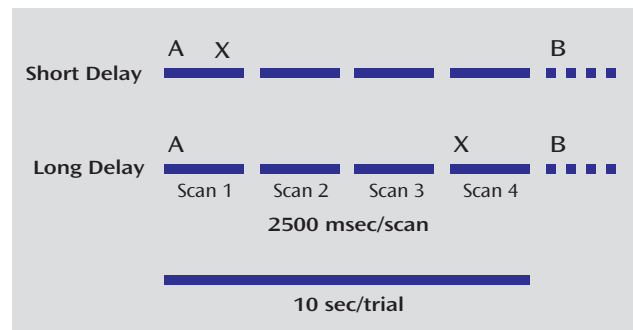 A X B
Short Delay
A X B
Long Delay
Scan 1 Scan 2 Scan 3 Scan 4
2500 msec/scan
10 sec/trial